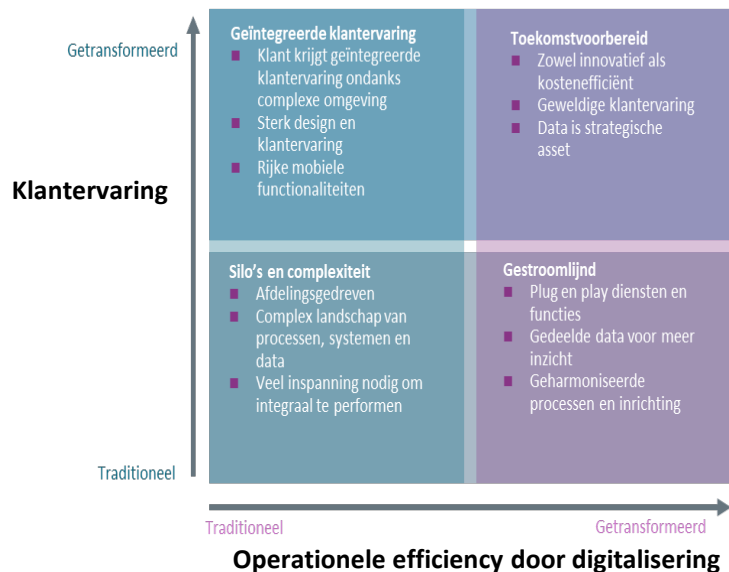 Getransformeerd
Klantervaring
Traditioneel
Geïntegreerde klantervaring
■ Klant krijgt geïntegreerde
klantervaring ondanks
complexe omgeving
■ Sterk design en
klantervaring
■ Rijke mobiele
functionaliteiten
Toekomstvoorbereid
■ Zowel innovatief als
kostenefficiënt
■ Geweldige klantervaring
■ Data is strategische
asset
Silo's en complexiteit
■ Afdelingsgedreven
■ Complex landschap van
processen, systemen en
data
■ Veel inspanning nodig om
integraal te performen
Gestroomlijnd
■ Plug en play diensten en
functies
■ Gedeelde data voor meer
inzicht
■ Geharmoniseerde
processen en inrichting
Traditioneel
Getransformeerd
Operationele efficiency door digitalisering